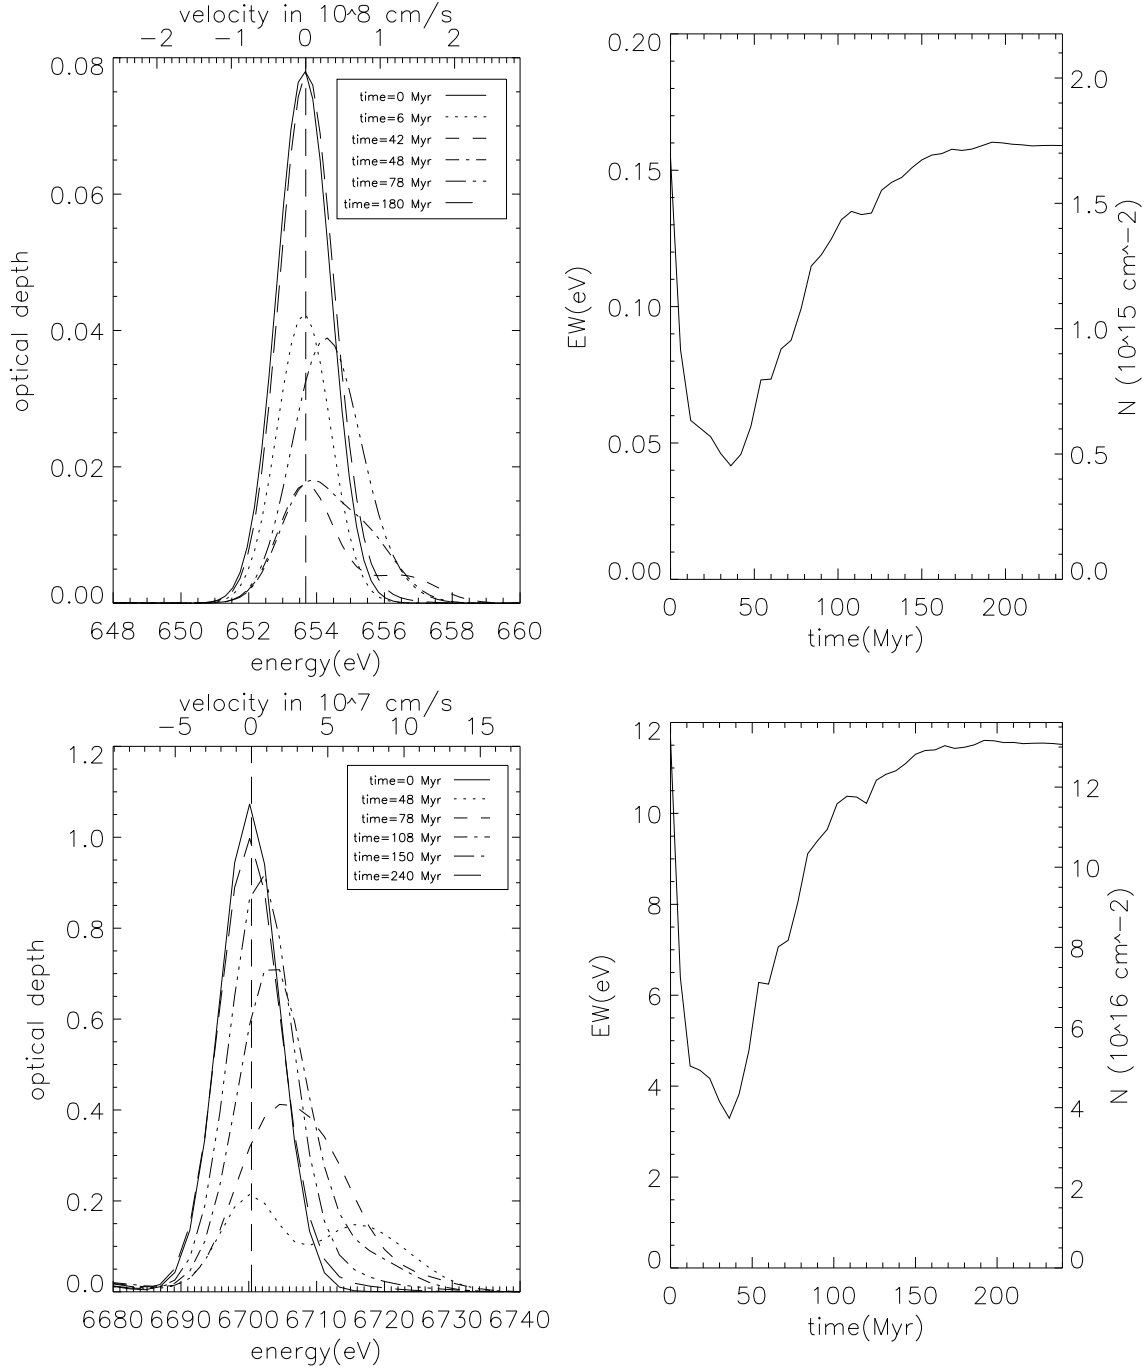 velocity in 10^8 cm/s
−2 −1 0 1 2
0.08
0.06
0.04
0.02
0.00
optical depth
time=0 Myr
time=6 Myr
time=42 Myr
time=48 Myr
time=78 Myr
time=180 Myr
648 650 652 654 656 658 660
energy(eV)
0.20
0.15
0.10
0.05
0.00
EW(eV)
2.0
1.5
1.0
0.5
0.0
N (10^15 cm^−2)
0 50 100 150 200
time(Myr)
velocity in 10^7 cm/s
−5 0 5 10 15
1.2
1.0
0.8
0.6
0.4
0.2
0.0
optical depth
time=0 Myr
time=48 Myr
time=78 Myr
time=108 Myr
time=150 Myr
time=240 Myr
6680 6690 6700 6710 6720 6730 6740
energy(eV)
12
10
8
6
4
2
0
EW(eV)
12
10
8
6
4
2
0
N (10^16 cm^−2)
0 50 100 150 200
time(Myr)